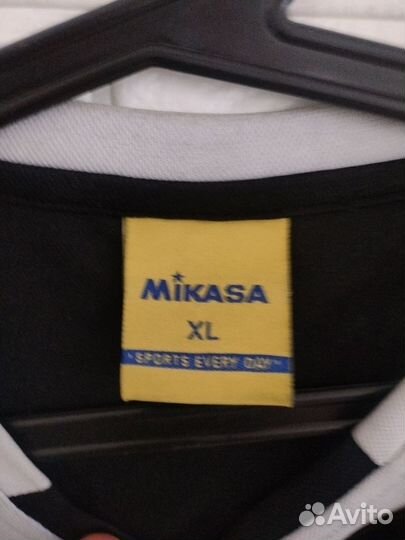 MiKASA
XL
"SPORTS EVERY DAY"
Avito